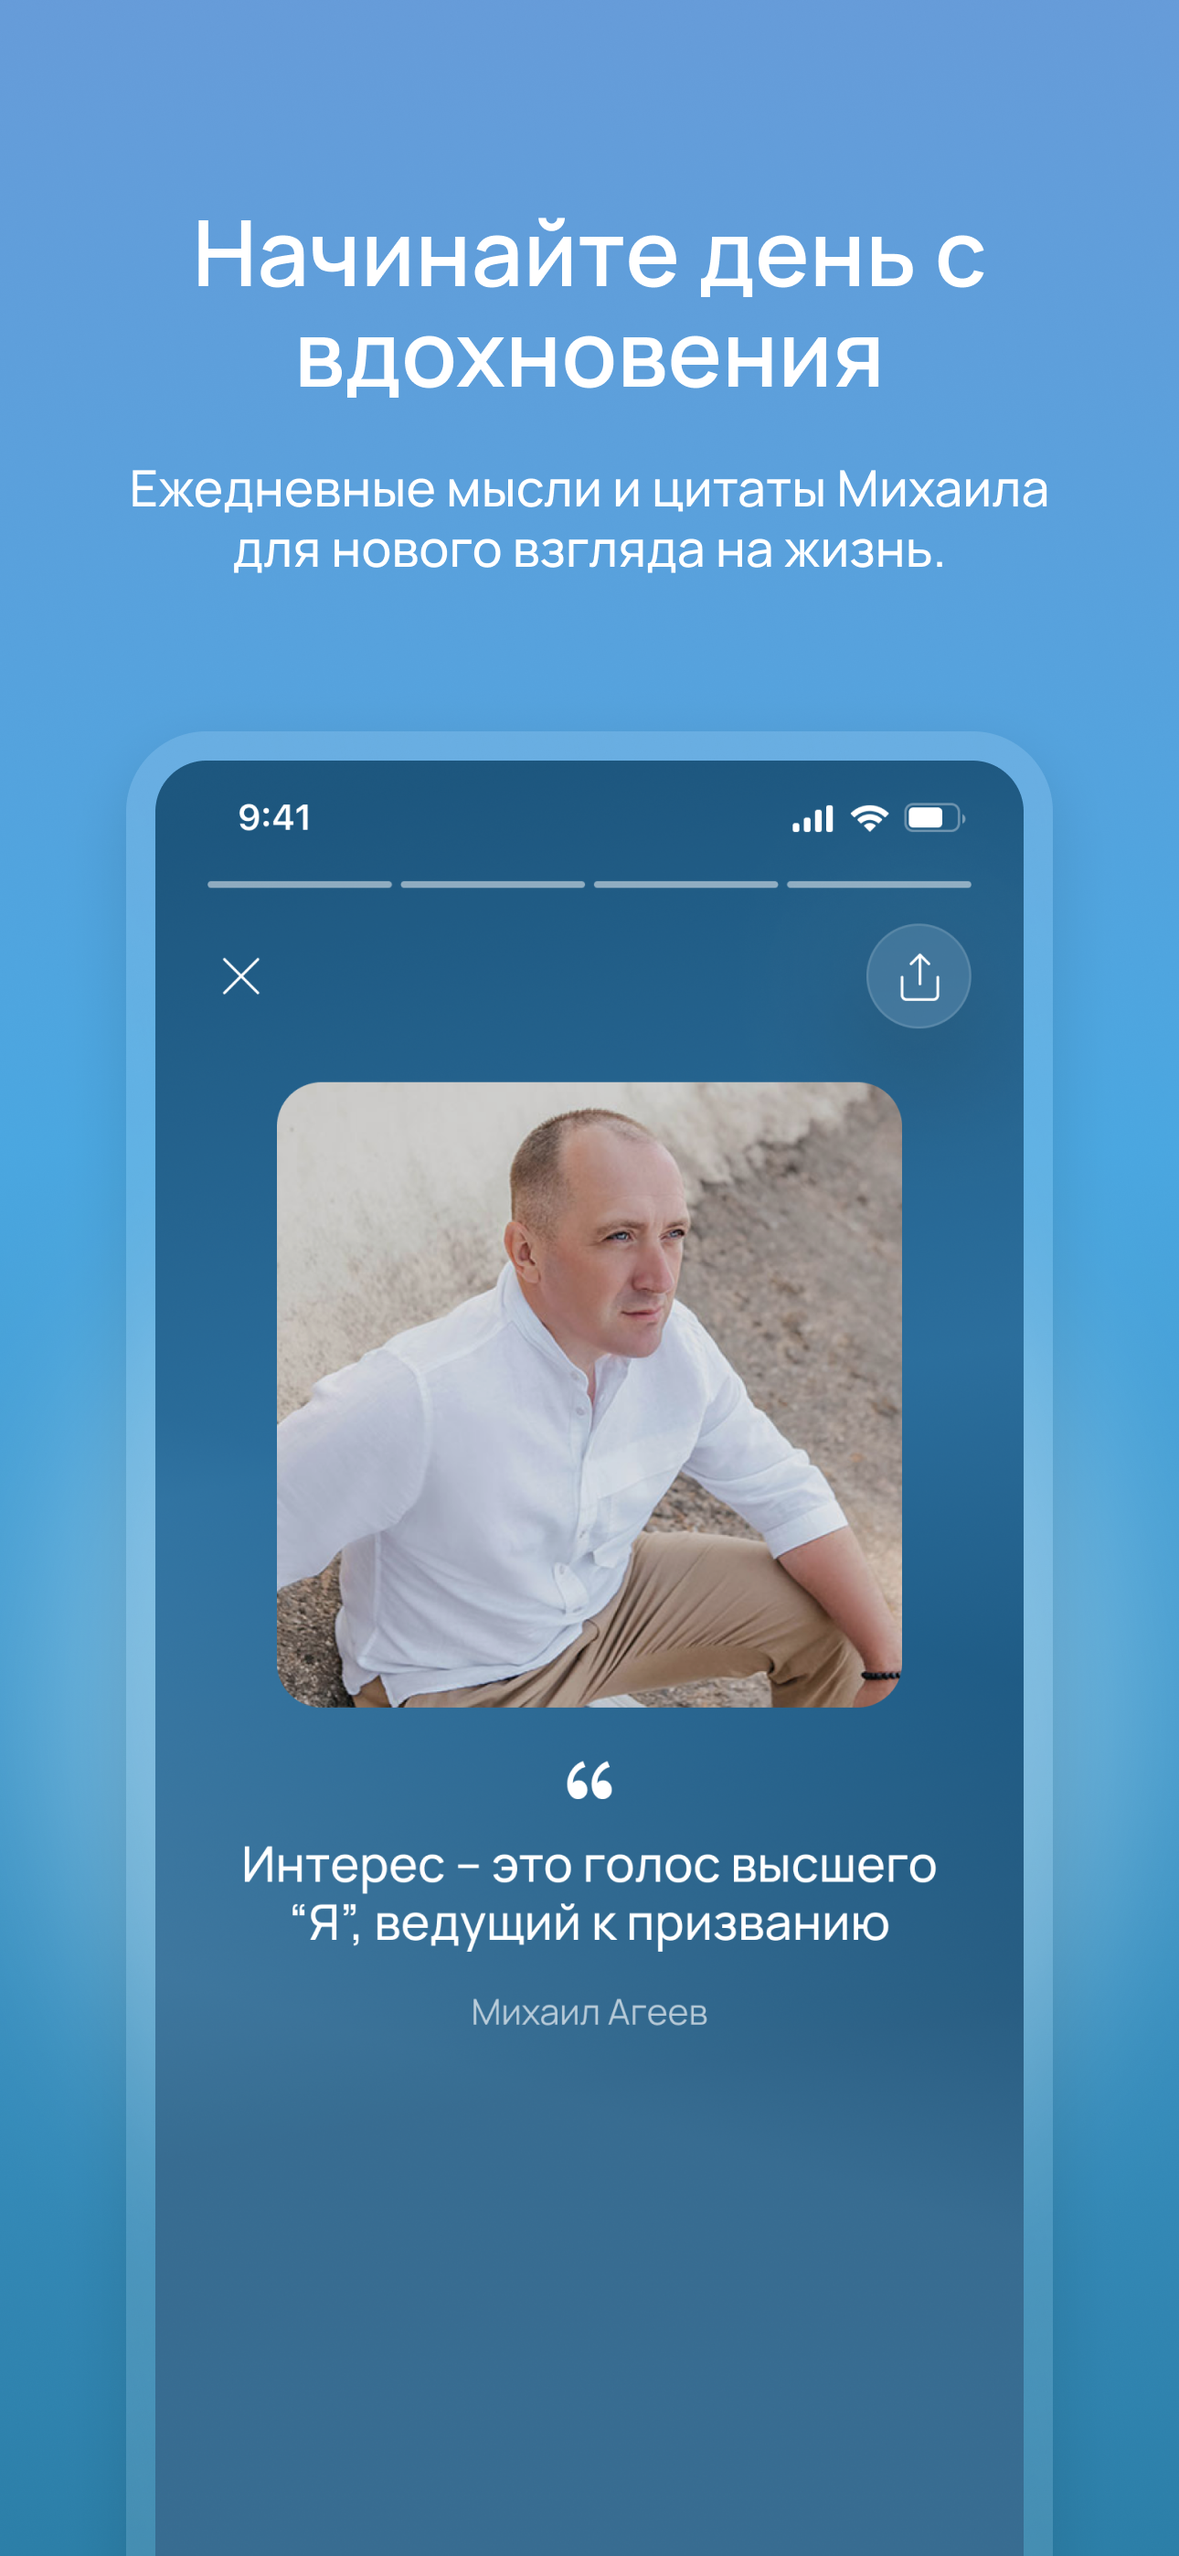 Начинайте день с
вдохновения
Ежедневные мысли и цитаты Михаила
для нового взгляда на жизнь.
9:41
“
Интерес – это голос высшего
“Я”, ведущий к призванию
Михаил Агеев